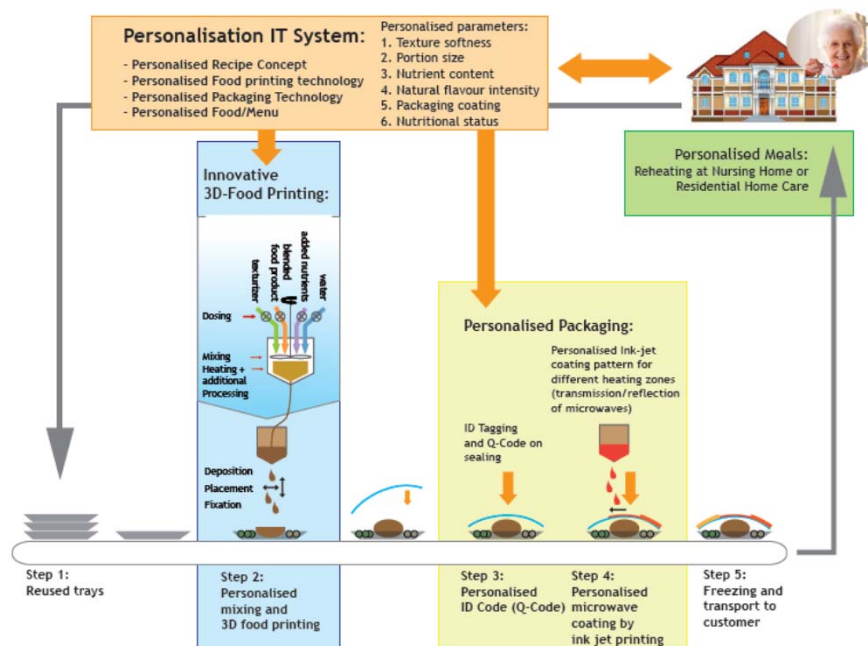 Personalisation IT System:
- Personalised Recipe Concept
- Personalised Food printing technology
- Personalised Packaging Technology
- Personalised Food/Menu
Personalised parameters:
1. Texture softness
2. Portion size
3. Nutrient content
4. Natural flavour intensity
5. Packaging coating
6. Nutritional status
Personalised Meals:
Reheating at Nursing Home or
Residential Home Care
Innovative
3D-Food Printing:
texturizer
blended
food product
added nutrients
water
Dosing
Mixing
Heating +
additional
Processing
Deposition
Placement
Fixation
Personalised Packaging:
Personalised Ink-jet
coating pattern for
different heating zones
(transmission/reflection
of microwaves)
ID Tagging
and Q-Code on
sealing
Step 1:
Reused trays
Step 2:
Personalised
mixing and
3D food printing
Step 3:
Personalised
ID Code (Q-Code)
Step 4:
Personalised
microwave
coating by
ink jet printing
Step 5:
Freezing and
transport to
customer